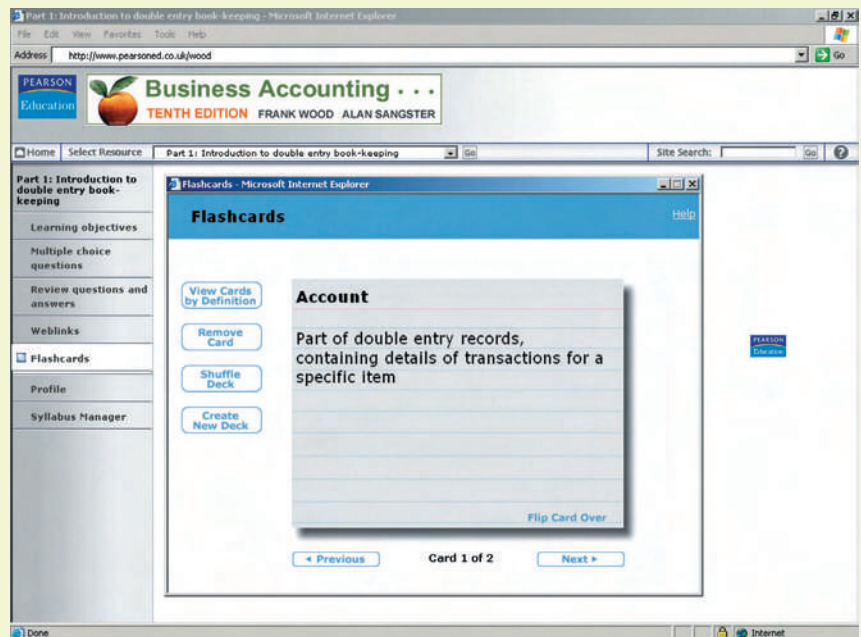 Part 1: Introduction to double entry book-keeping - Microsoft Internet Explorer
File Edit View Favorites Tools Help
Address http://www.pearsoned.co.uk/wood Go
PEARSON
Education
Business Accounting . . .
TENTH EDITION FRANK WOOD ALAN SANGSTER
Home Select Resource Part 1: Introduction to double entry book-keeping Go Site Search: Go ?
Part 1: Introduction to
double entry book-
keeping
Learning objectives
Multiple choice
questions
Review questions and
answers
Weblinks
Flashcards
Profile
Syllabus Manager
Flashcards - Microsoft Internet Explorer
Flashcards Help
View Cards
by Definition
Remove
Card
Shuffle
Deck
Create
New Deck
Account
Part of double entry records,
containing details of transactions for a
specific item
Flip Card Over
Previous Card 1 of 2 Next
PEARSON
Education
Done Internet